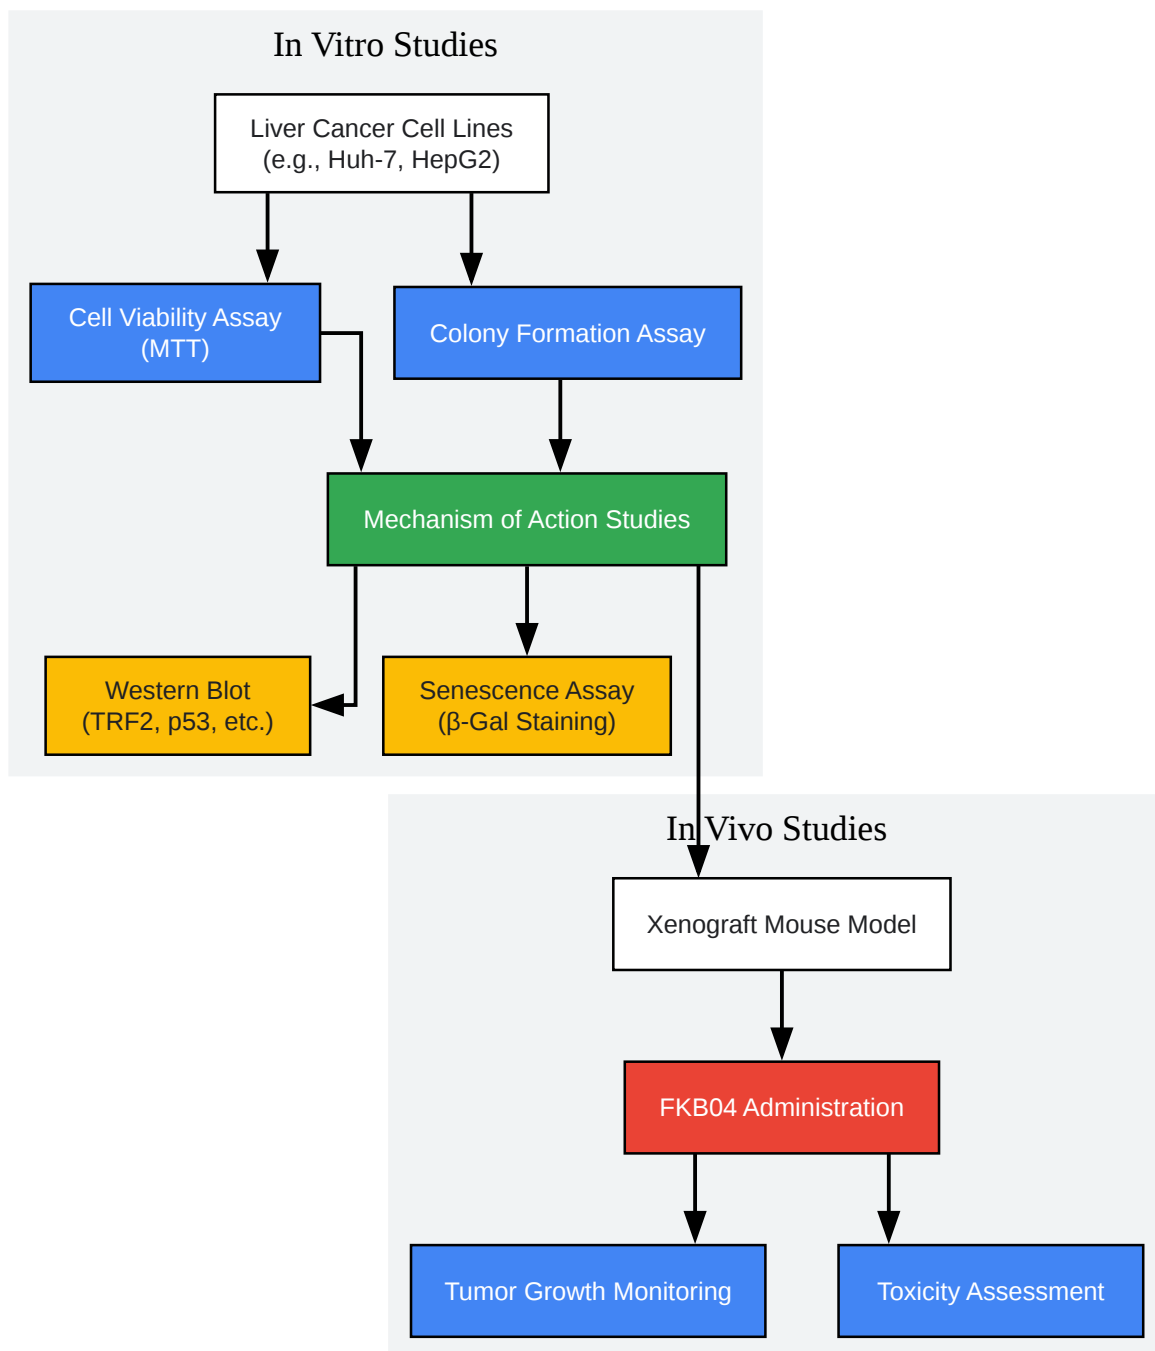 In Vitro Studies
Liver Cancer Cell Lines
(e.g., Huh-7, HepG2)
Cell Viability Assay
(MTT)
Colony Formation Assay
Mechanism of Action Studies
Western Blot
(TRF2, p53, etc.)
Senescence Assay
(β-Gal Staining)
In Vivo Studies
Xenograft Mouse Model
FKB04 Administration
Tumor Growth Monitoring
Toxicity Assessment